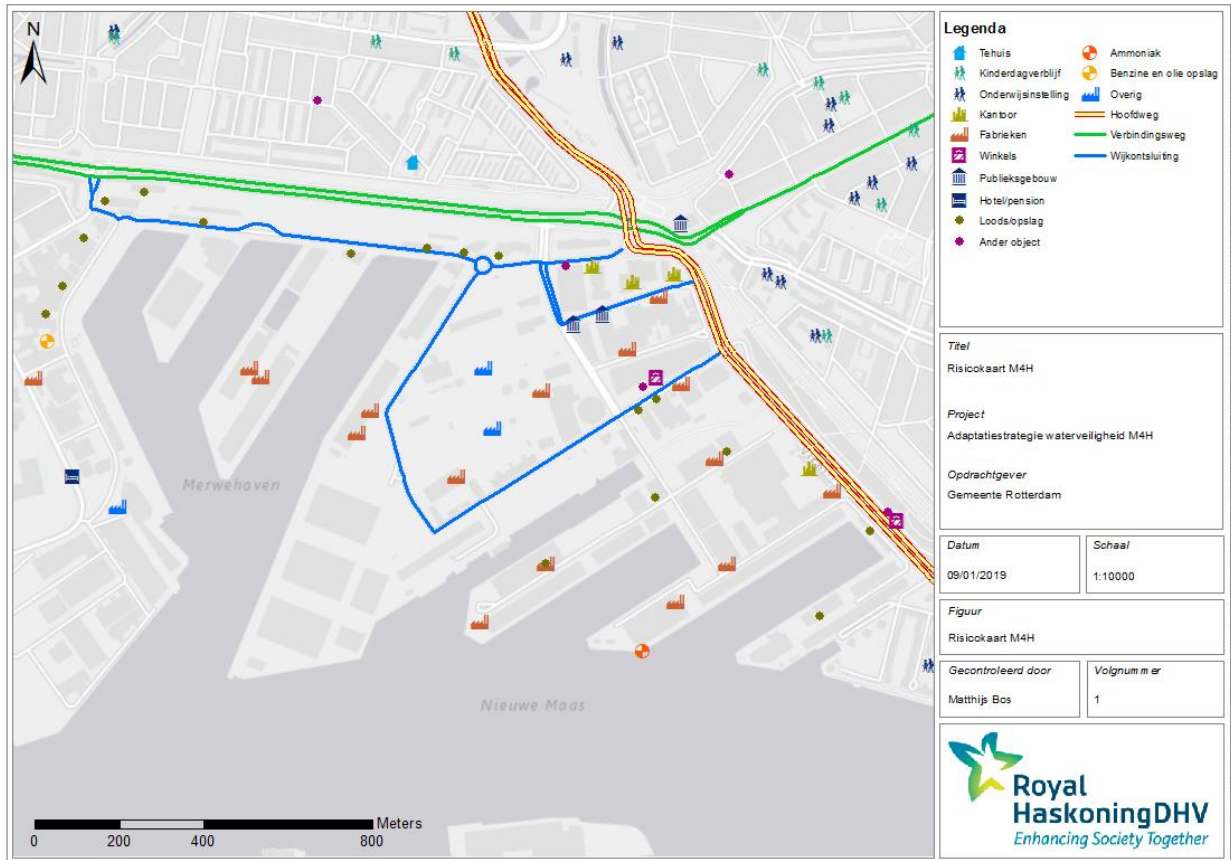 N
Merwehaven
Nieuwe Maas
Meters
0 200 400 800
Legenda
Tehuis
Kinderdagverblijf
Onderwijsinstelling
Kantoor
Fabrieken
Winkels
Publieksgebouw
Hotel/pension
Loods/opslag
Ander object
Ammoniak
Benzine en olie opslag
Overig
Hoofdweg
Verbindingsweg
Wijkontsluiting
Titel
Risicokaart M4H
Project
Adaptatiestrategie waterveiligheid M4H
Opdrachtgever
Gemeente Rotterdam
Datum
09/01/2019
Schaal
1:10000
Figuur
Risicokaart M4H
Gecontroleerd door
Matthijs Bos
Volgnummer
1
Royal
HaskoningDHV
Enhancing Society Together